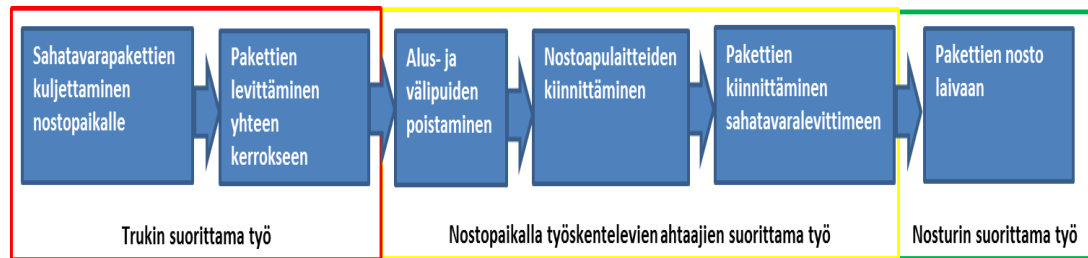 Sahatavarapakettien
kuljettaminen
nostopaikalle
Pakettien
levittäminen
yhteen
kerrokseen
Alus- ja
välipuiden
poistaminen
Nostoapulaitteiden
kiinnittäminen
Pakettien
kiinnittäminen
sahatavaralevittimeen
Pakettien nosto
laivaan
Trukin suorittama työ
Nostopaikalla työskentelevien ahtaajien suorittama työ
Nosturin suorittama työ